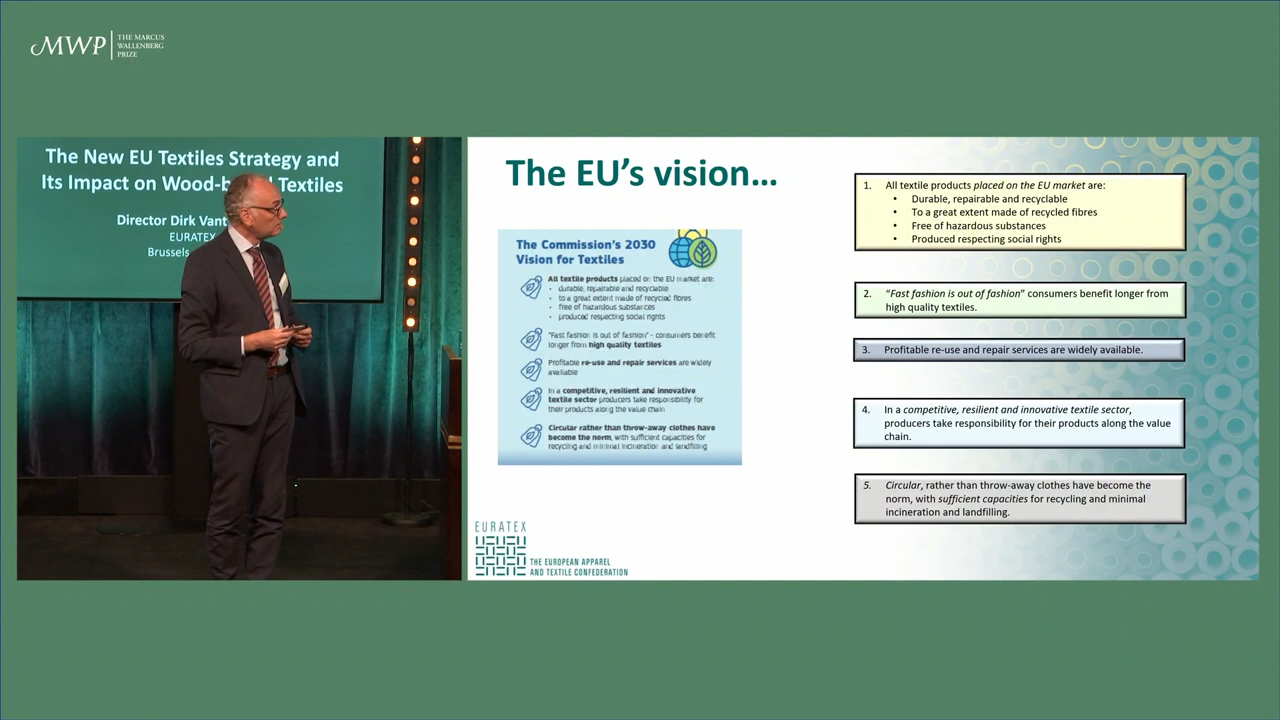 MWP THE MARCUS
WALLENBERG
PRIZE
The New EU Textiles Strategy and
Its Impact on Wood-b Textiles
Director Dirk Vant
EURATEX
Brussels
The EU's vision...
The Commission's 2030
Vision for Textiles
All textile products placed on the EU market are:
• durable, repairable and recyclable
• to a great extent made of recycled fibres
• free of hazardous substances
• produced respecting social rights
"Fast fashion is out of fashion" - consumers benefit
longer from high quality textiles
Profitable re-use and repair services are widely
available
In a competitive, resilient and innovative
textile sector producers take responsibility for
their products along the value chain
Circular rather than throw-away clothes have
become the norm, with sufficient capacities for
recycling and minimal incineration and landfilling
EURATEX
THE EUROPEAN APPAREL
AND TEXTILE CONFEDERATION
1. All textile products placed on the EU market are:
• Durable, repairable and recyclable
• To a great extent made of recycled fibres
• Free of hazardous substances
• Produced respecting social rights
2. "Fast fashion is out of fashion" consumers benefit longer from
high quality textiles.
3. Profitable re-use and repair services are widely available.
4. In a competitive, resilient and innovative textile sector,
producers take responsibility for their products along the value
chain.
5. Circular, rather than throw-away clothes have become the
norm, with sufficient capacities for recycling and minimal
incineration and landfilling.